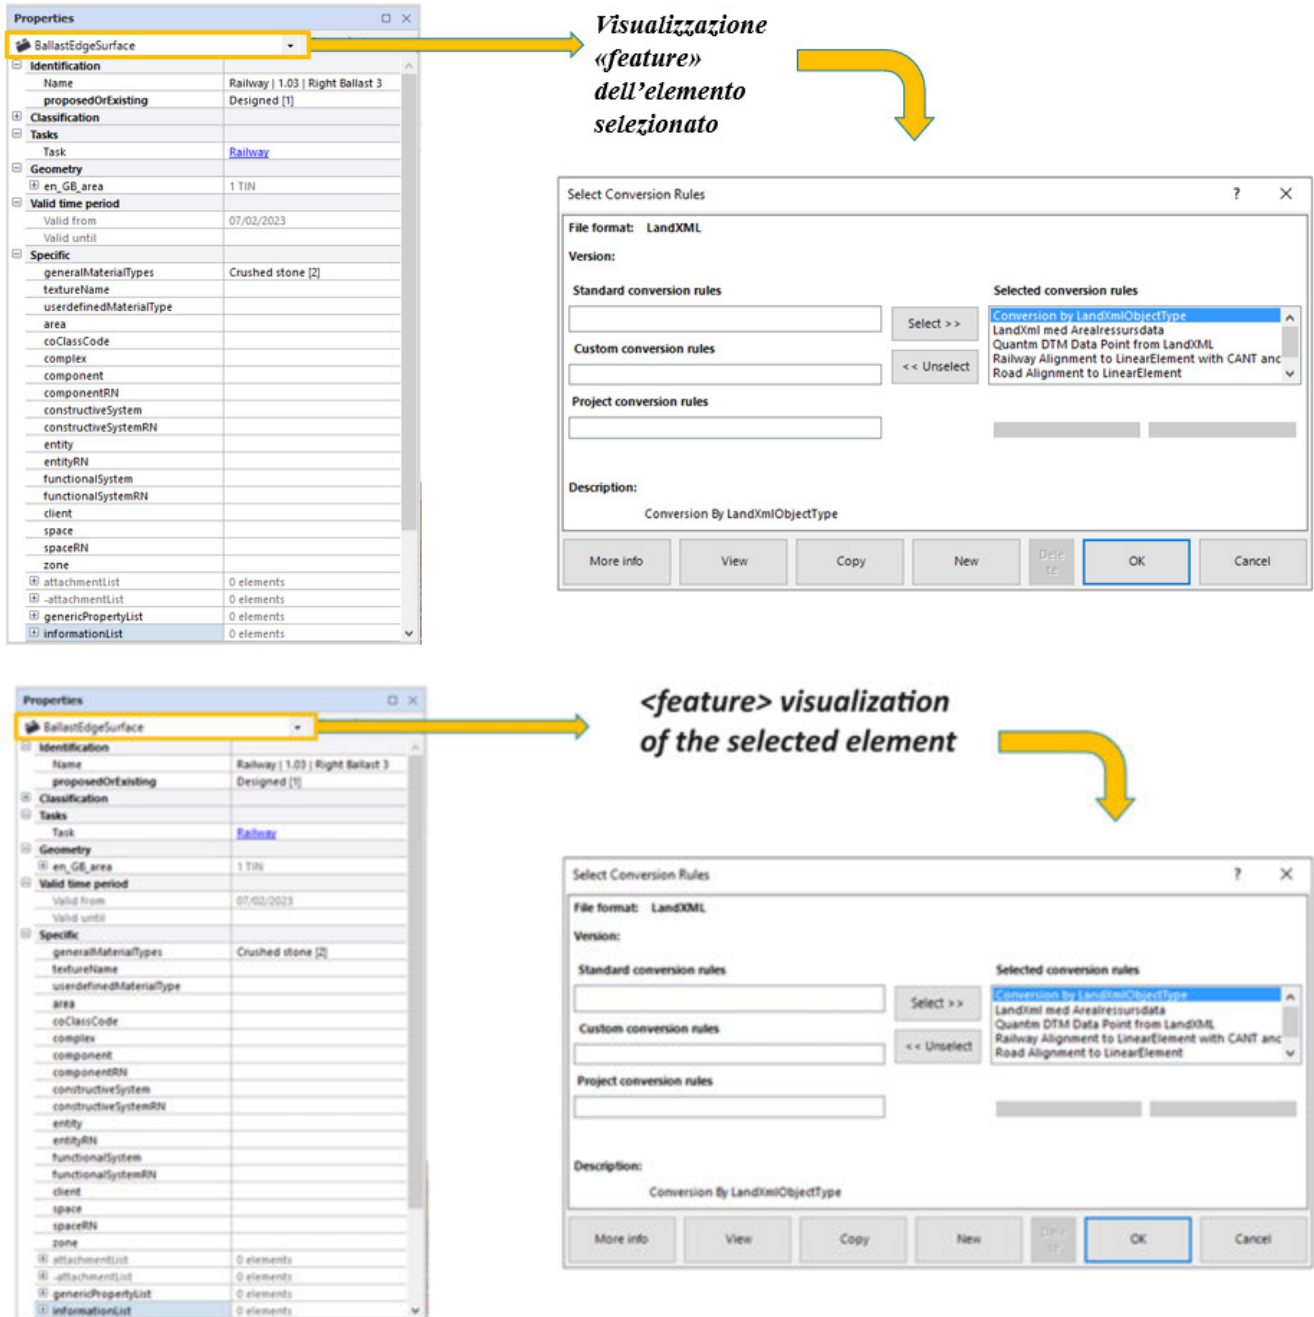 Properties
BallastEdgeSurface
Identification
Name Railway | 1.03 | Right Ballast 3
proposedOrExisting Designed [1]
Classification
Tasks
Task Railway
Geometry
en_GB_area 1 TIN
Valid time period
Valid from 07/02/2023
Valid until
Specific
generalMaterialTypes Crushed stone [2]
textureName
userdefinedMaterialType
area
coClassCode
complex
component
componentRN
constructiveSystem
constructiveSystemRN
entity
entityRN
functionalSystem
functionalSystemRN
client
space
spaceRN
zone
attachmentList 0 elements
-attachmentList 0 elements
genericPropertyList 0 elements
informationList 0 elements
Visualizzazione
«feature»
dell'elemento
selezionato
Select Conversion Rules ? ×
File format: LandXML
Version:
Standard conversion rules
Custom conversion rules
Project conversion rules
Select >>
<< Unselect
Selected conversion rules
Conversion by LandXmlObjectType
LandXml med Arealressursdata
Quantm DTM Data Point from LandXML
Railway Alignment to LinearElement with CANT anc
Road Alignment to LinearElement
Description:
Conversion By LandXmlObjectType
More info View Copy New Dele OK Cancel
te
Properties
BallastEdgeSurface
Identification
Name Railway | 1.03 | Right Ballast 3
proposedOrExisting Designed [1]
Classification
Tasks
Task Railway
Geometry
en_GB_area 1 TIN
Valid time period
Valid from 07/02/2023
Valid until
Specific
generalMaterialTypes Crushed stone [2]
textureName
userdefinedMaterialType
area
coClassCode
complex
component
componentRN
constructiveSystem
constructiveSystemRN
entity
entityRN
functionalSystem
functionalSystemRN
client
space
spaceRN
zone
attachmentList 0 elements
-attachmentList 0 elements
genericPropertyList 0 elements
informationList 0 elements
<feature> visualization
of the selected element
Select Conversion Rules ? ×
File format: LandXML
Version:
Standard conversion rules
Custom conversion rules
Project conversion rules
Select >>
<< Unselect
Selected conversion rules
Conversion by LandXmlObjectType
LandXml med Arealressursdata
Quantm DTM Data Point from LandXML
Railway Alignment to LinearElement with CANT anc
Road Alignment to LinearElement
Description:
Conversion By LandXmlObjectType
More info View Copy New Dele OK Cancel
te